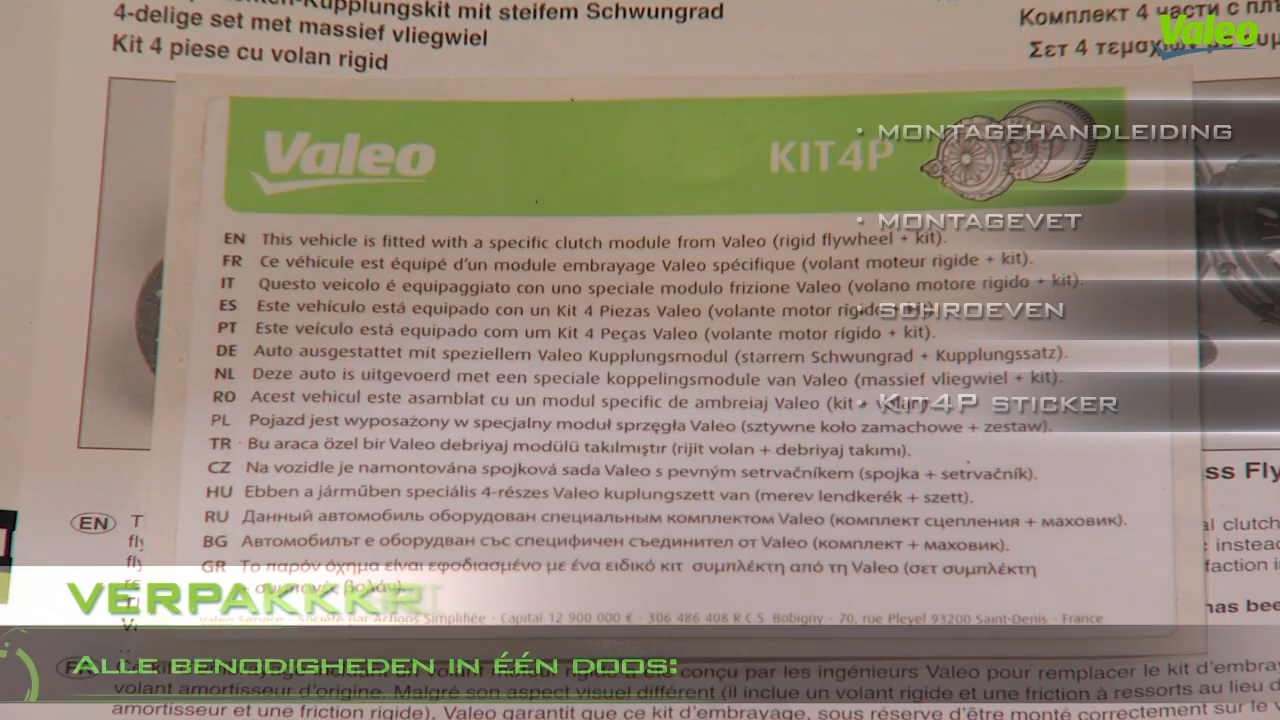 Kupplungskit mit steifem Schwungrad
4-delige set met massief vliegwiel
Kit 4 piese cu volan rigid
Комплект 4 части с
Σετ 4 τεμαχίων με
Valeo
Valeo
KIT4P
• MONTAGEHANDLEIDING
• MONTAGEVET
• SCHROEVEN
• KIT4P STICKER
EN This vehicle is fitted with a specific clutch module from Valeo (rigid flywheel + kit).
FR Ce véhicule est équipé d'un module embrayage Valeo spécifique (volant moteur rigide + kit).
IT Questo veicolo é equipaggiato con uno speciale modulo frizione Valeo (volano motore rigido + kit).
ES Este vehículo está equipado con un Kit 4 Piezas Valeo (volante motor rígido + kit).
PT Este veículo está equipado com um Kit 4 Peças Valeo (volante motor rígido + kit).
DE Auto ausgestattet mit speziellem Valeo Kupplungsmodul (starrem Schwungrad + Kupplungssatz).
NL Deze auto is uitgevoerd met een speciale koppelingsmodule van Valeo (massief vliegwiel + kit).
RO Acest vehicul este asamblat cu un modul specific de ambreiaj Valeo (kit + volan).
PL Pojazd jest wyposażony w specjalny moduł sprzęgła Valeo (sztywne koło zamachowe + zestaw).
TR Bu araca özel bir Valeo debriyaj modülü takılmıştır (rijit volan + debriyaj takımı).
CZ Na vozidle je namontována spojková sada Valeo s pevným setrvačníkem (spojka + setrvačník).
HU Ebben a járműben speciális 4-részes Valeo kuplungszett van (merev lendkerék + szett).
RU Данный автомобиль оборудован специальным комплектом Valeo (комплект сцепления + маховик).
BG Автомобилът е оборудван със специфичен съединител от Valeo (комплект + маховик).
GR Το παρόν όχημα είναι εφοδιασμένο με ένα ειδικό κιτ συμπλέκτη από τη Valeo (σετ συμπλέκτη
συμπαγές βολάν).
Valeo Service - Société par Actions Simplifiée - Capital 12 900 000 € - 306 486 408 R.C.S. Bobigny - 70, rue Pleyel 93200 Saint-Denis - France
EN
clutch
instead
has been
VERPAKKKR
ALLE BENODIGHEDEN IN ÉÉN DOOS:
conçu par les ingénieurs Valeo pour remplacer le kit
volant amortisseur d'origine. Malgré son aspect visuel différent (il inclue un volant rigide et une friction à ressorts au lieu
amortisseur et une friction rigide), Valeo garantit que ce kit d'embrayage, sous réserve d'être monté correctement sur le